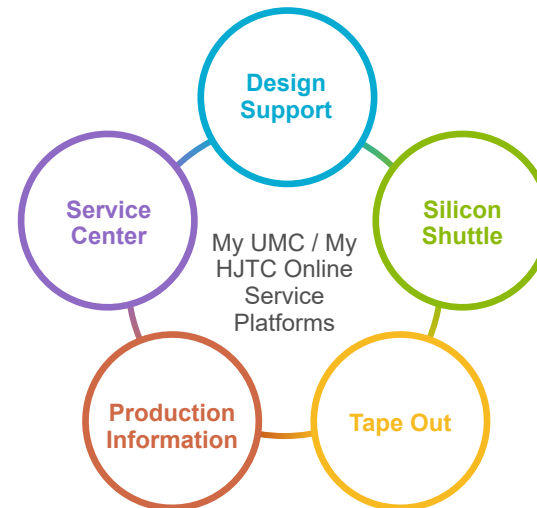 Design
Support
Silicon
Shuttle
Tape Out
Production
Information
Service
Center
My UMC / My
HJTC Online
Service
Platforms